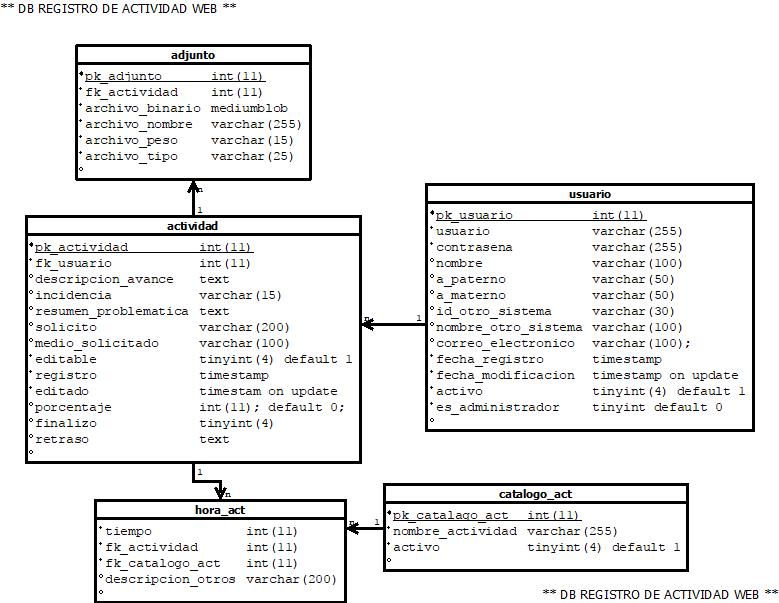 ** DB REGISTRO DE ACTIVIDAD WEB **
adjunto
pk_adjunto int(11)
fk_actividad int(11)
archivo_binario mediumblob
archivo_nombre varchar(255)
archivo_peso varchar(15)
archivo_tipo varchar(25)
n
1
usuario
pk_usuario int(11)
usuario varchar(255)
contrasena varchar(255)
nombre varchar(100)
a_paterno varchar(50)
a_materno varchar(50)
id_otro_sistema varchar(30)
nombre_otro_sistema varchar(100)
correo_electronico varchar(100);
fecha_registro timestamp
fecha_modificacion timestamp on update
activo tinyint(4) default 1
es_administrador tinyint default 0
actividad
pk_actividad int(11)
fk_usuario int(11)
descripcion_avance text
incidencia varchar(15)
resumen_problematica text
solicito varchar(200)
medio_solicitado varchar(100)
editable tinyint(4) default 1
registro timestamp
editado timestam on update
porcentaje int(11); default 0;
finalizo tinyint(4)
retraso text
n 1
1
n
hora_act
tiempo int(11)
fk_actividad int(11)
fk_catalogo_act int(11)
descripcion_otros varchar(200)
n 1
catalogo_act
pk_catalago_act int(11)
nombre_actividad varchar(255)
activo tinyint(4) default 1
** DB REGISTRO DE ACTIVIDAD WEB **